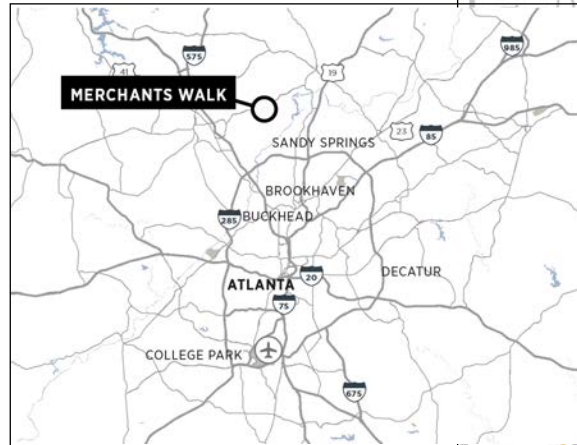 575
985
41
19
MERCHANTS WALK
23
85
SANDY SPRINGS
BROOKHAVEN
285
BUCKHEAD
20
DECATUR
ATLANTA
75
COLLEGE PARK
675